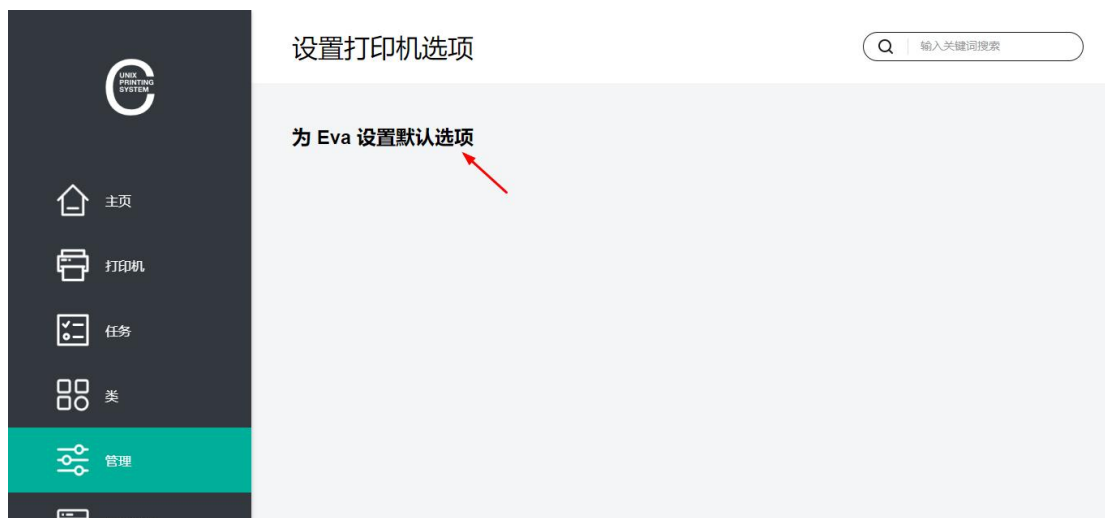 设置打印机选项
输入关键词搜索
UNIX
PRINTING
SYSTEM
为 Eva 设置默认选项
主页
打印机
任务
类
管理